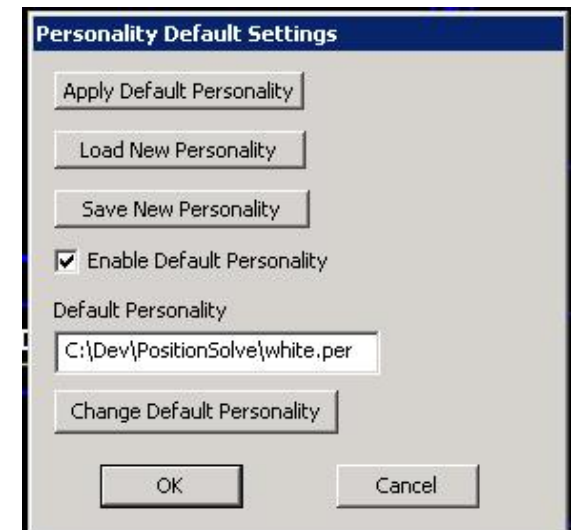 Personality Default Settings
Apply Default Personality
Load New Personality
Save New Personality
Enable Default Personality
Default Personality
C:\Dev\PositionSolve\white.per
Change Default Personality
OK
Cancel